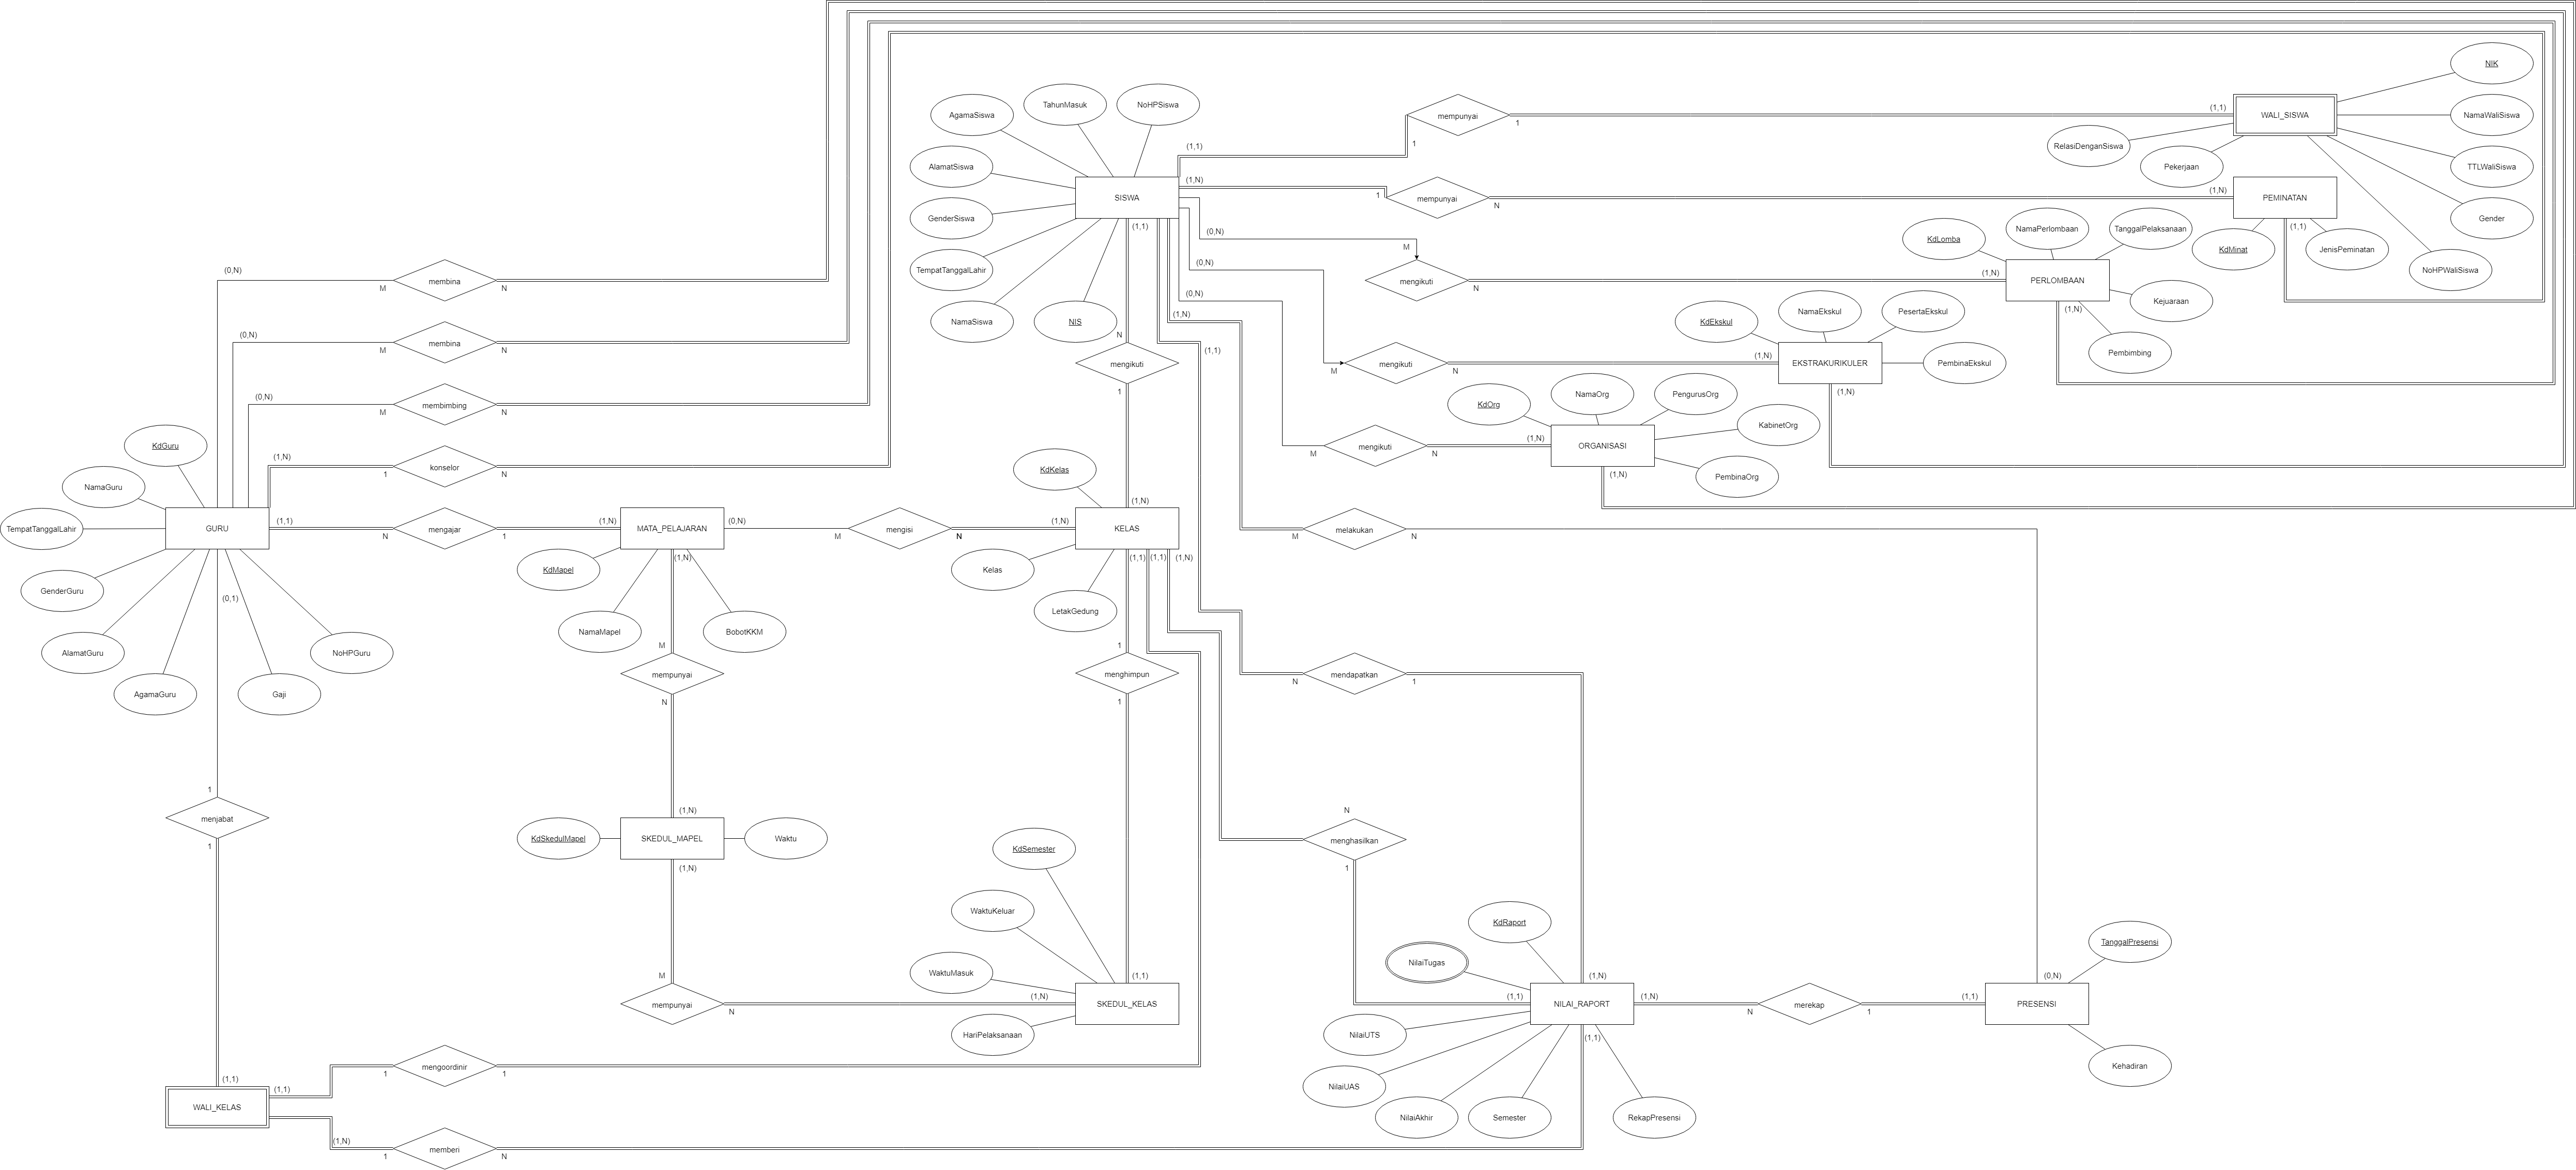 NIK
AgamaSiswa
TahunMasuk
NoHPSiswa
mempunyai
1
1
(1,1)
(1,1)
WALI_SISWA
NamaWaliSiswa
RelasiDenganSiswa
Pekerjaan
TTLWaliSiswa
Gender
NoHPWaliSiswa
AlamatSiswa
GenderSiswa
TempatTanggalLahir
NamaSiswa
NIS
SISWA
(1,N)
1
mempunyai
N
(1,N)
PEMINATAN
(1,1)
KdMinat
JenisPeminatan
(0,N)
M
mengikuti
N
(1,N)
KdLomba
NamaPerlombaan
TanggalPelaksanaan
PERLOMBAAN
Kejuaraan
(1,N)
Pembimbing
(0,N)
M
mengikuti
N
(1,N)
KdEkskul
NamaEkskul
PesertaEkskul
EKSTRAKURIKULER
PembinaEkskul
(1,N)
(0,N)
M
mengikuti
N
(1,N)
KdOrg
NamaOrg
PengurusOrg
ORGANISASI
KabinetOrg
PembinaOrg
(1,N)
(0,N)
M
membina
N
(0,N)
M
membina
N
(0,N)
M
membimbing
N
(1,N)
1
konselor
N
KdGuru
NamaGuru
TempatTanggalLahir
GURU
GenderGuru
AlamatGuru
AgamaGuru
Gaji
NoHPGuru
(1,1)
N
mengajar
1
(1,N)
MATA_PELAJARAN
(0,N)
M
mengisi
N
(1,N)
KELAS
KdKelas
Kelas
LetakGedung
(1,1)
N
mengikuti
1
(1,N)
(1,N)
(1,1)
M
melakukan
N
KdMapel
NamaMapel
BobotKKM
(1,N)
M
mempunyai
N
(1,N)
KdSkedulMapel
SKEDUL_MAPEL
Waktu
(1,N)
M
mempunyai
N
(1,N)
(1,1)
(1,1)
(1,N)
1
menghimpun
1
(1,1)
KdSemester
WaktuKeluar
WaktuMasuk
HariPelaksanaan
SKEDUL_KELAS
N
mendapatkan
1
(1,N)
N
menghasilkan
1
(1,1)
KdRaport
NilaiTugas
NILAI_RAPORT
NilaiUTS
NilaiUAS
NilaiAkhir
Semester
RekapPresensi
(1,1)
(1,N)
N
merekap
1
(1,1)
(0,N)
PRESENSI
TanggalPresensi
Kehadiran
(0,1)
1
menjabat
1
(1,1)
WALI_KELAS
(1,1)
1
mengoordinir
1
(1,N)
1
memberi
N